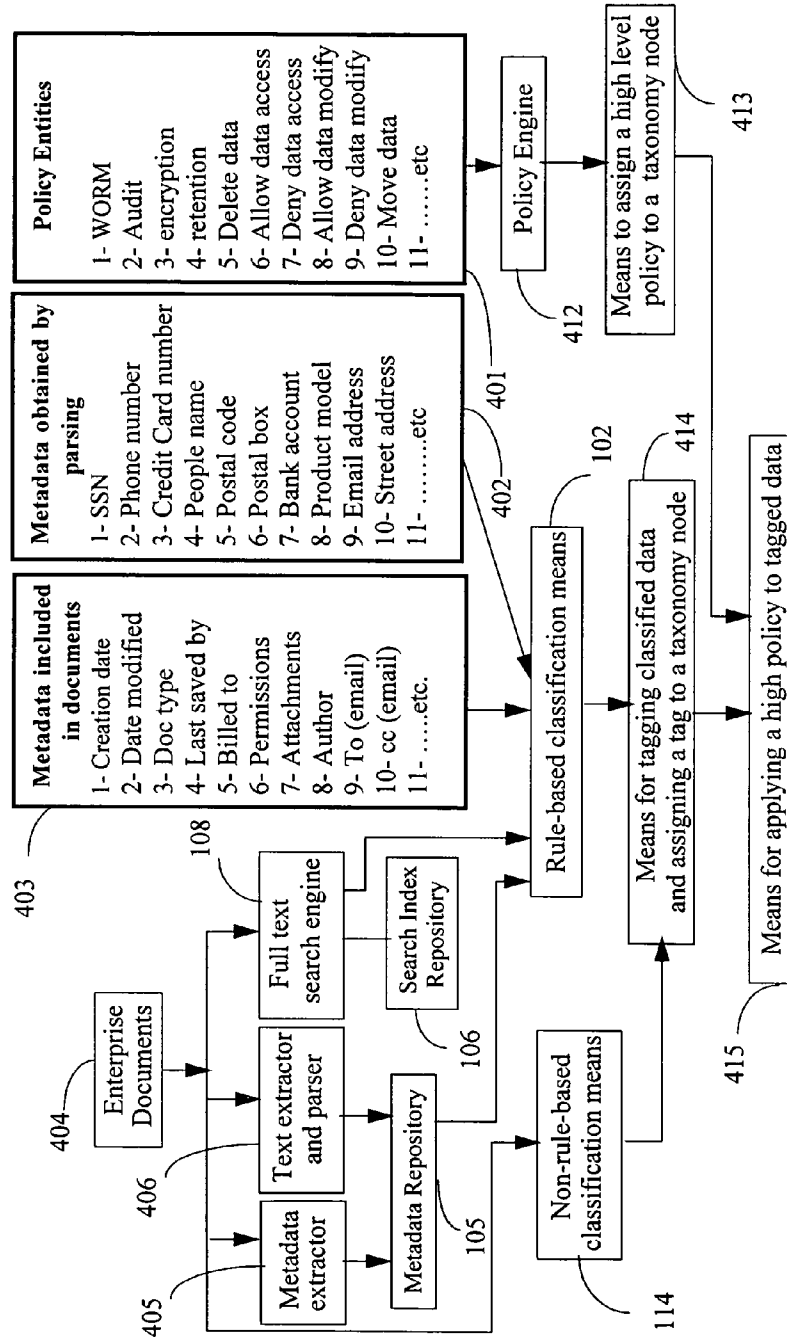 404
Enterprise
Documents
405
Metadata
extractor
406
Text extractor
and parser
108
Full text
search engine
Search Index
Repository
106
Metadata Repository
105
Non-rule-based
classification means
114
403
Metadata included
in documents
1- Creation date
2- Date modified
3- Doc type
4- Last saved by
5- Billed to
6- Permissions
7- Attachments
8- Author
9- To (email)
10- cc (email)
11- .....etc.
Metadata obtained by
parsing
1- SSN
2- Phone number
3- Credit Card number
4- People name
5- Postal code
6- Postal box
7- Bank account
8- Product model
9- Email address
10- Street address
11- ........etc
402
Policy Entities
1- WORM
2- Audit
3- encryption
4- retention
5- Delete data
6- Allow data access
7- Deny data access
8- Allow data modify
9- Deny data modify
10- Move data
11- ......etc
401
Policy Engine
412
Means to assign a high level
policy to a taxonomy node
413
Rule-based classification means
102
Means for tagging classified data
and assigning a tag to a taxonomy node
414
Means for applying a high policy to tagged data
415